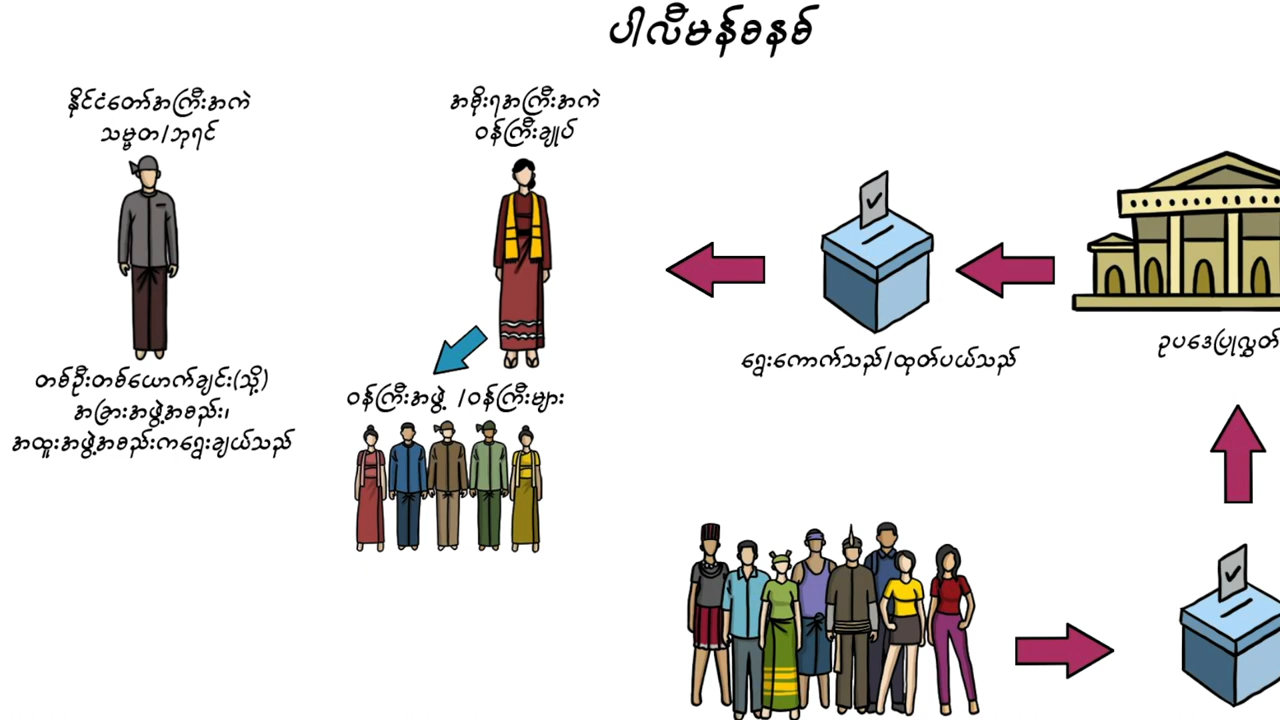 ပါလီမန်စနစ်
နိုင်ငံတော်အကြီးအကဲ
သမ္မတ/ဘုရင်
အစိုးရအကြီးအကဲ
ဝန်ကြီးချုပ်
တစ်ဦးတစ်ယောက်ချင်း(သို့)
အခြားအဖွဲ့အစည်း၊
အထူးအဖွဲ့အစည်းကရွေးချယ်သည်
ဝန်ကြီးအဖွဲ့ /ဝန်ကြီးများ
ရွေးကောက်သည်/ထုတ်ပယ်သည်
ဥပဒေပြုလွှတ်